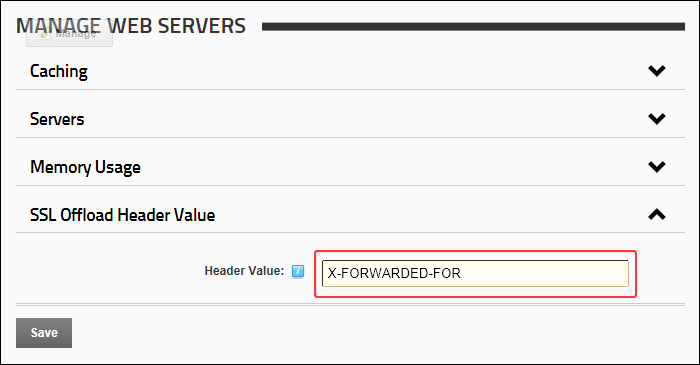 MANAGE WEB SERVERS
Manage
Caching
Servers
Memory Usage
SSL Offload Header Value
Header Value:
X-FORWARDED-FOR
Save